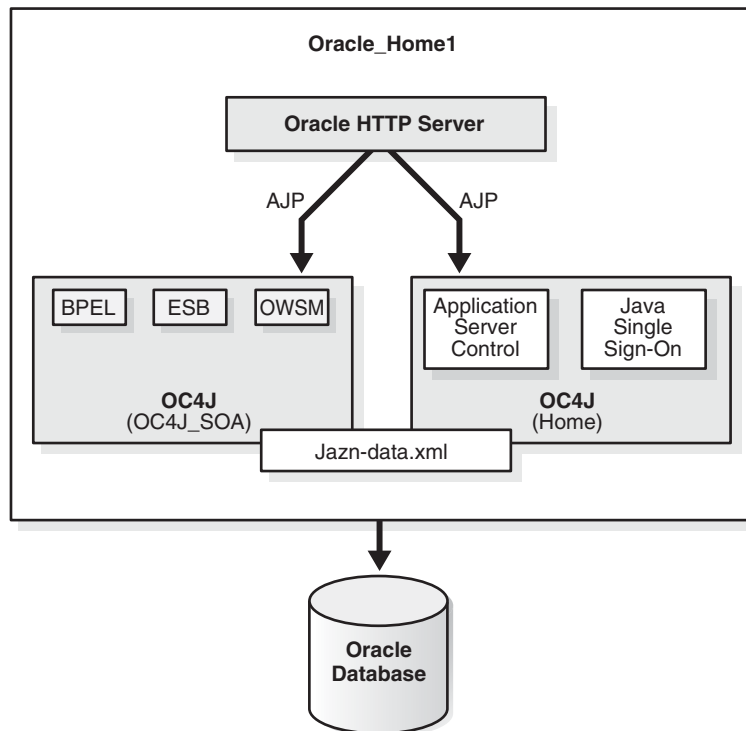 Oracle_Home1
Oracle HTTP Server
AJP
AJP
BPEL
ESB
OWSM
OC4J
(OC4J_SOA)
Application
Server
Control
Java
Single
Sign-On
OC4J
(Home)
Jazn-data.xml
Oracle
Database